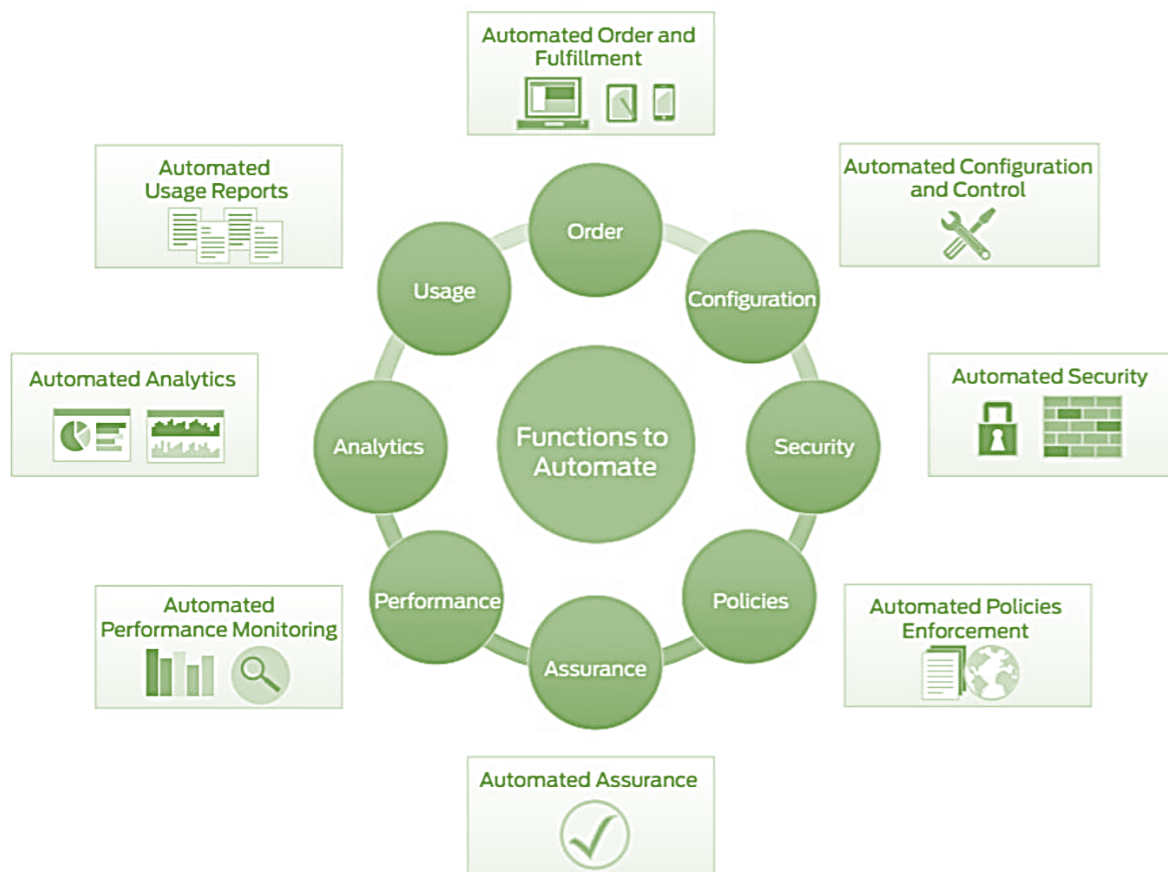 Automated Order and
Fulfillment
Automated
Usage Reports
Automated Configuration
and Control
Order
Usage
Configuration
Automated Analytics
Automated Security
Analytics
Functions to
Automate
Security
Automated
Performance Monitoring
Performance
Policies
Automated Policies
Enforcement
Assurance
Automated Assurance